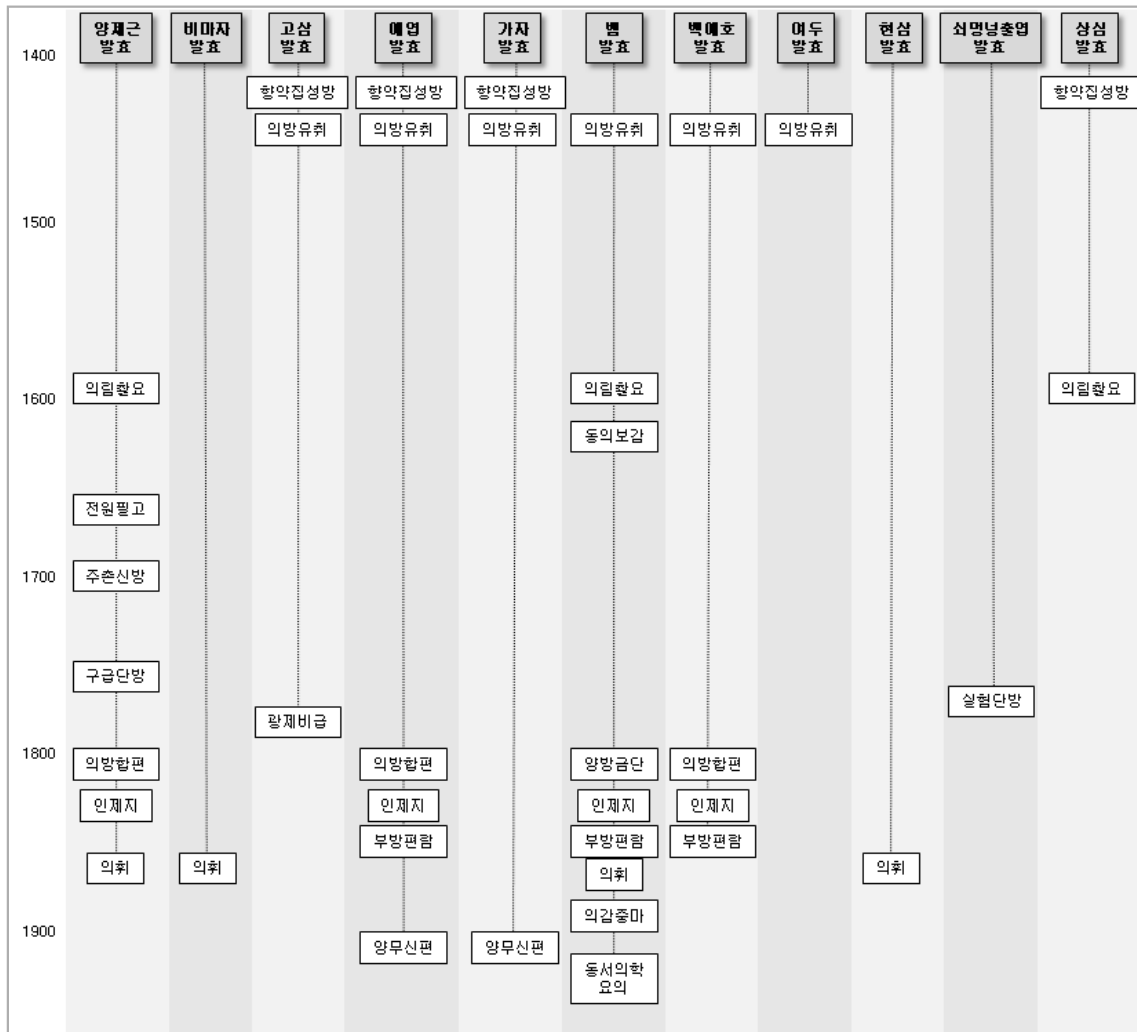 양제근
발효
비마자
발효
고삼
발효
애엽
발효
가자
발효
뱀
발효
백애호
발효
여두
발효
현삼
발효
쇠멍넝출엽
발효
상심
발효
1400
향약집성방
향약집성방
향약집성방
향약집성방
의방유취
의방유취
의방유취
의방유취
의방유취
의방유취
1500
의림촬요
의림촬요
의림촬요
1600
동의보감
전원필고
1700
주촌신방
구급단방
실험단방
광제비급
1800
의방합편
의방합편
양방금단
의방합편
인제지
인제지
인제지
인제지
부방편람
부방편람
부방편람
의휘
의휘
의휘
의휘
의감중마
1900
양무신편
양무신편
동서의학
요의